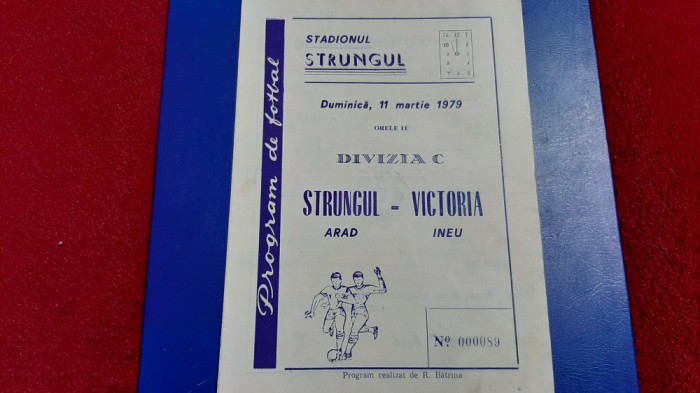 Program de fotbal
STADIONUL
STRUNGUL
Duminică, 11 martie 1979
ORELE 11
DIVIZIA C
STRUNGUL - VICTORIA
ARAD INEU
Nº 000089
Program realizat de R. Bătrîna